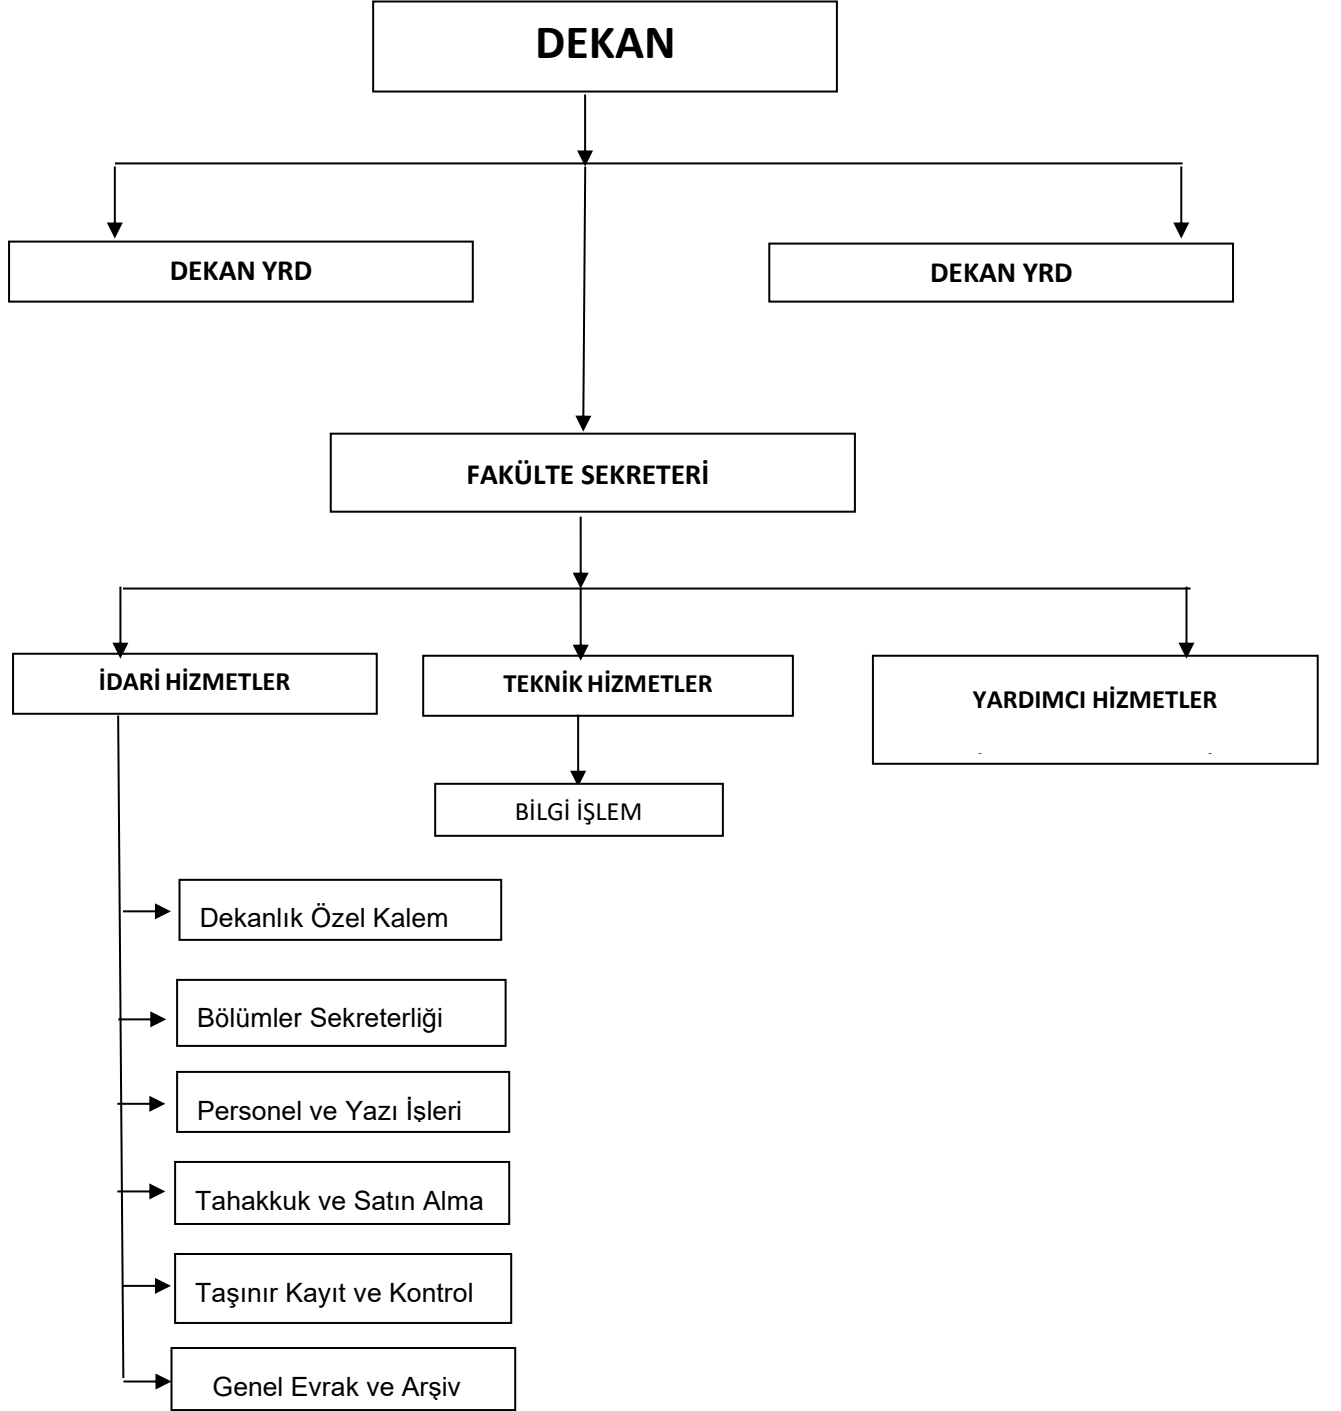 DEKAN
DEKAN YRD
DEKAN YRD
FAKÜLTE SEKRETERİ
İDARİ HİZMETLER
TEKNİK HİZMETLER
YARDIMCI HİZMETLER
BİLGİ İŞLEM
Dekanlık Özel Kalem
Bölümler Sekreterliği
Personel ve Yazı İşleri
Tahakkuk ve Satın Alma
Taşınır Kayıt ve Kontrol
Genel Evrak ve Arşiv